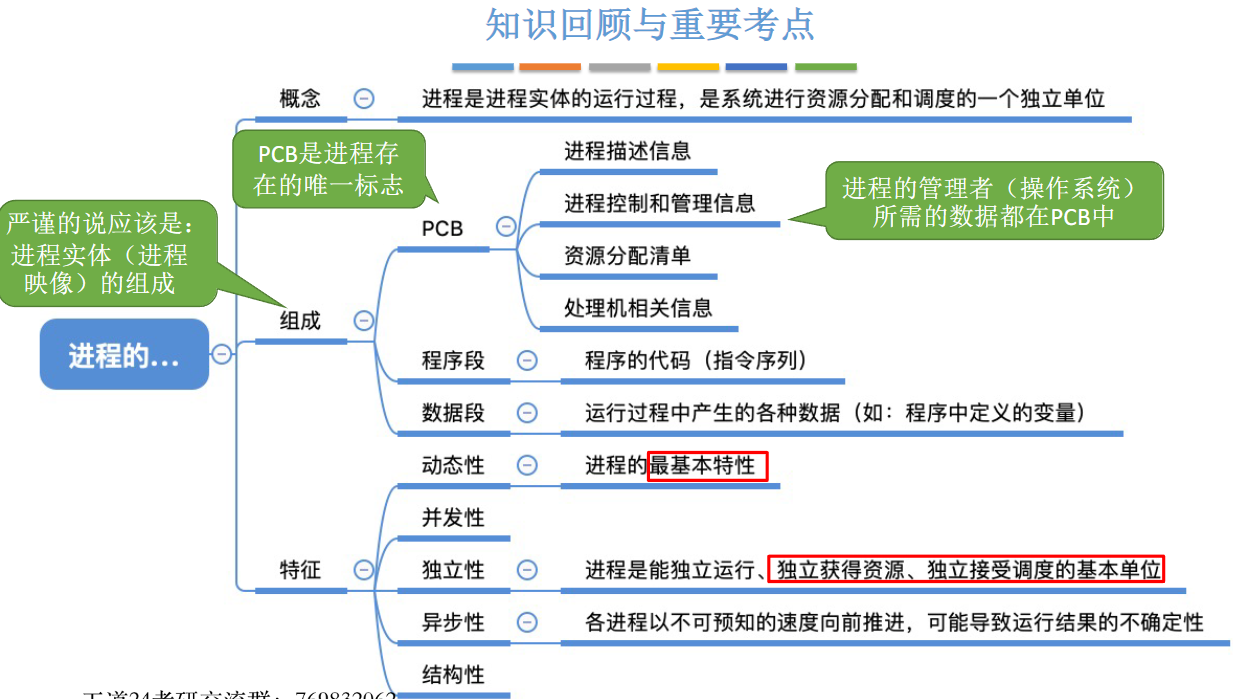 知识回顾与重要考点
概念
进程是进程实体的运行过程，是系统进行资源分配和调度的一个独立单位
PCB是进程存
在的唯一标志
严谨的说应该是：
进程实体（进程
映像）的组成
进程的...
组成
PCB
进程描述信息
进程控制和管理信息
进程的管理者（操作系统）
所需的数据都在PCB中
资源分配清单
处理机相关信息
程序段
程序的代码（指令序列）
数据段
运行过程中产生的各种数据（如：程序中定义的变量）
特征
动态性
进程的最基本特性
并发性
独立性
进程是能独立运行、独立获得资源、独立接受调度的基本单位
异步性
各进程以不可预知的速度向前推进，可能导致运行结果的不确定性
结构性
王道24考研交流群：769832062